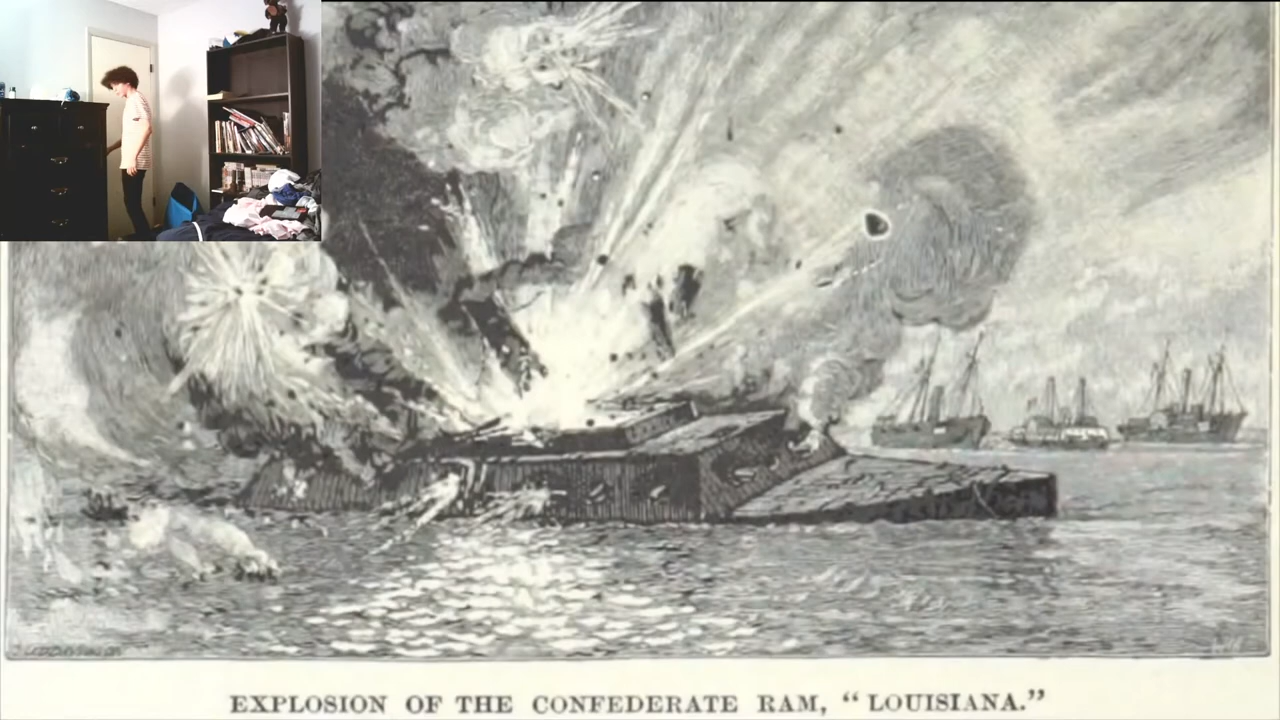 EXPLOSION OF THE CONFEDERATE RAM, “LOUISIANA.”